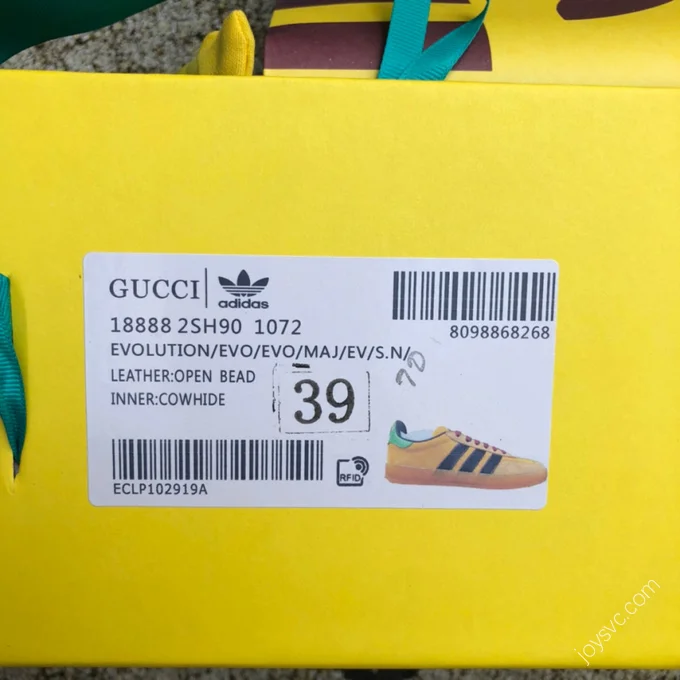 GUCCI | adidas
18888 2SH90 1072
8098868268
EVOLUTION/EVO/EVO/MAJ/EV/S.N/
LEATHER:OPEN BEAD
INNER:COWHIDE
39
ECLP102919A
RFID
joysvc.com